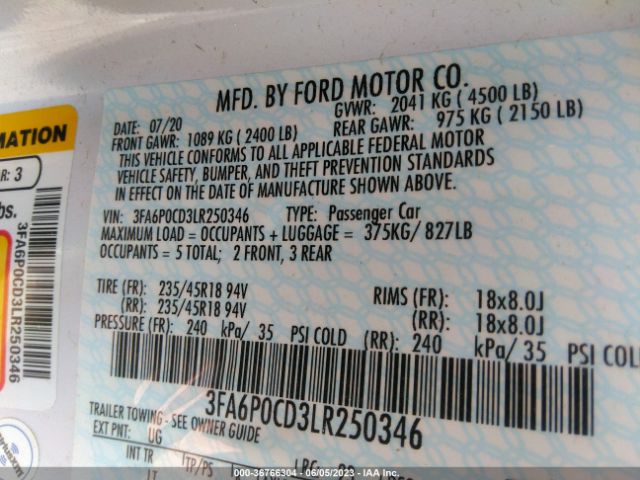 MFD. BY FORD MOTOR CO.
DATE: 07/20
GVWR: 2041 KG ( 4500 LB)
FRONT GAWR: 1089 KG ( 2400 LB)
REAR GAWR: 975 KG ( 2150 LB)
THIS VEHICLE CONFORMS TO ALL APPLICABLE FEDERAL MOTOR
VEHICLE SAFETY, BUMPER, AND THEFT PREVENTION STANDARDS
IN EFFECT ON THE DATE OF MANUFACTURE SHOWN ABOVE.
VIN: 3FA6P0CD3LR250346 TYPE: Passenger Car
MAXIMUM LOAD = OCCUPANTS + LUGGAGE = 375KG/ 827LB
OCCUPANTS = 5 TOTAL; 2 FRONT, 3 REAR
TIRE (FR): 235/45R18 94V RIMS (FR): 18x8.0J
(RR): 235/45R18 94V (RR): 18x8.0J
PRESSURE (FR): 240 kPa/ 35 PSI COLD (RR): 240 kPa/ 35 PSI COLD
3FA6P0CD3LR250346
TRAILER TOWING - SEE OWNER GUIDE
EXT PNT: UG
INT TR TP/PS
MATION
R: 3
bs.
3FA6P0CD3LR250346
siriusxm
000-36766304 - 06/05/2023 - IAA Inc.